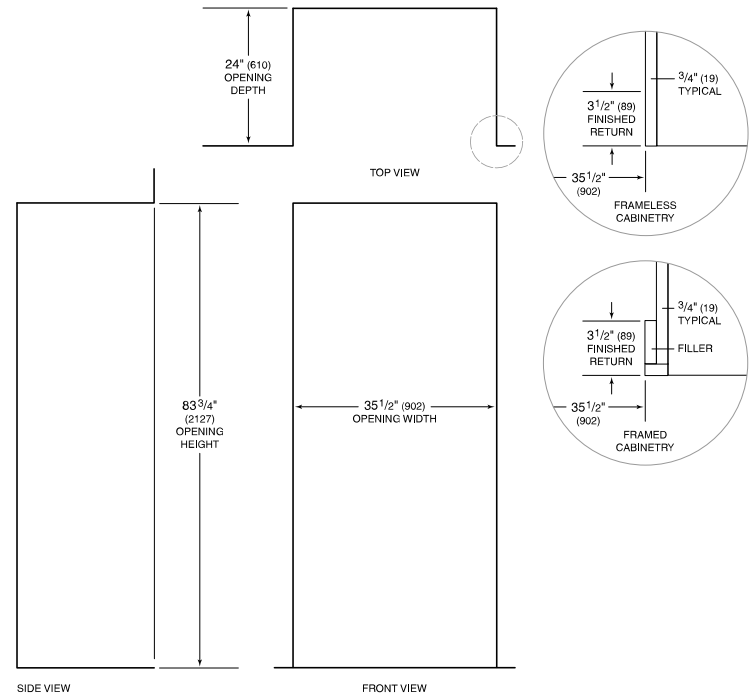 24" (610)
OPENING
DEPTH
TOP VIEW
3/4" (19)
TYPICAL
3 1/2" (89)
FINISHED
RETURN
35 1/2"
(902)
FRAMELESS
CABINETRY
3/4" (19)
TYPICAL
3 1/2" (89)
FINISHED
RETURN
FILLER
35 1/2"
(902)
FRAMED
CABINETRY
83 3/4"
(2127)
OPENING
HEIGHT
35 1/2" (902)
OPENING WIDTH
SIDE VIEW
FRONT VIEW